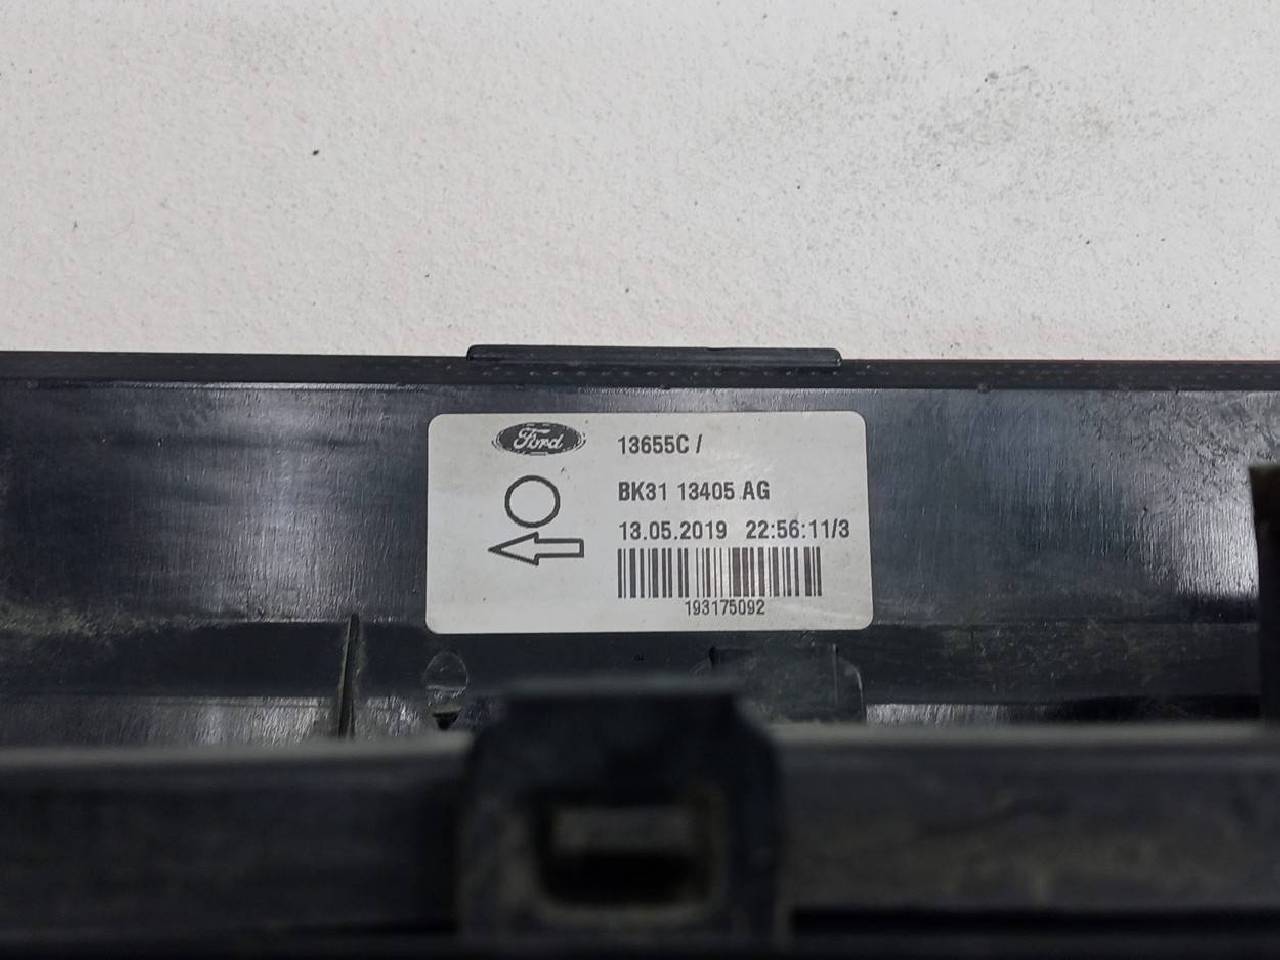 Ford
13655C /
BK31 13405 AG
13.05.2019 22:56:11/3
193175092